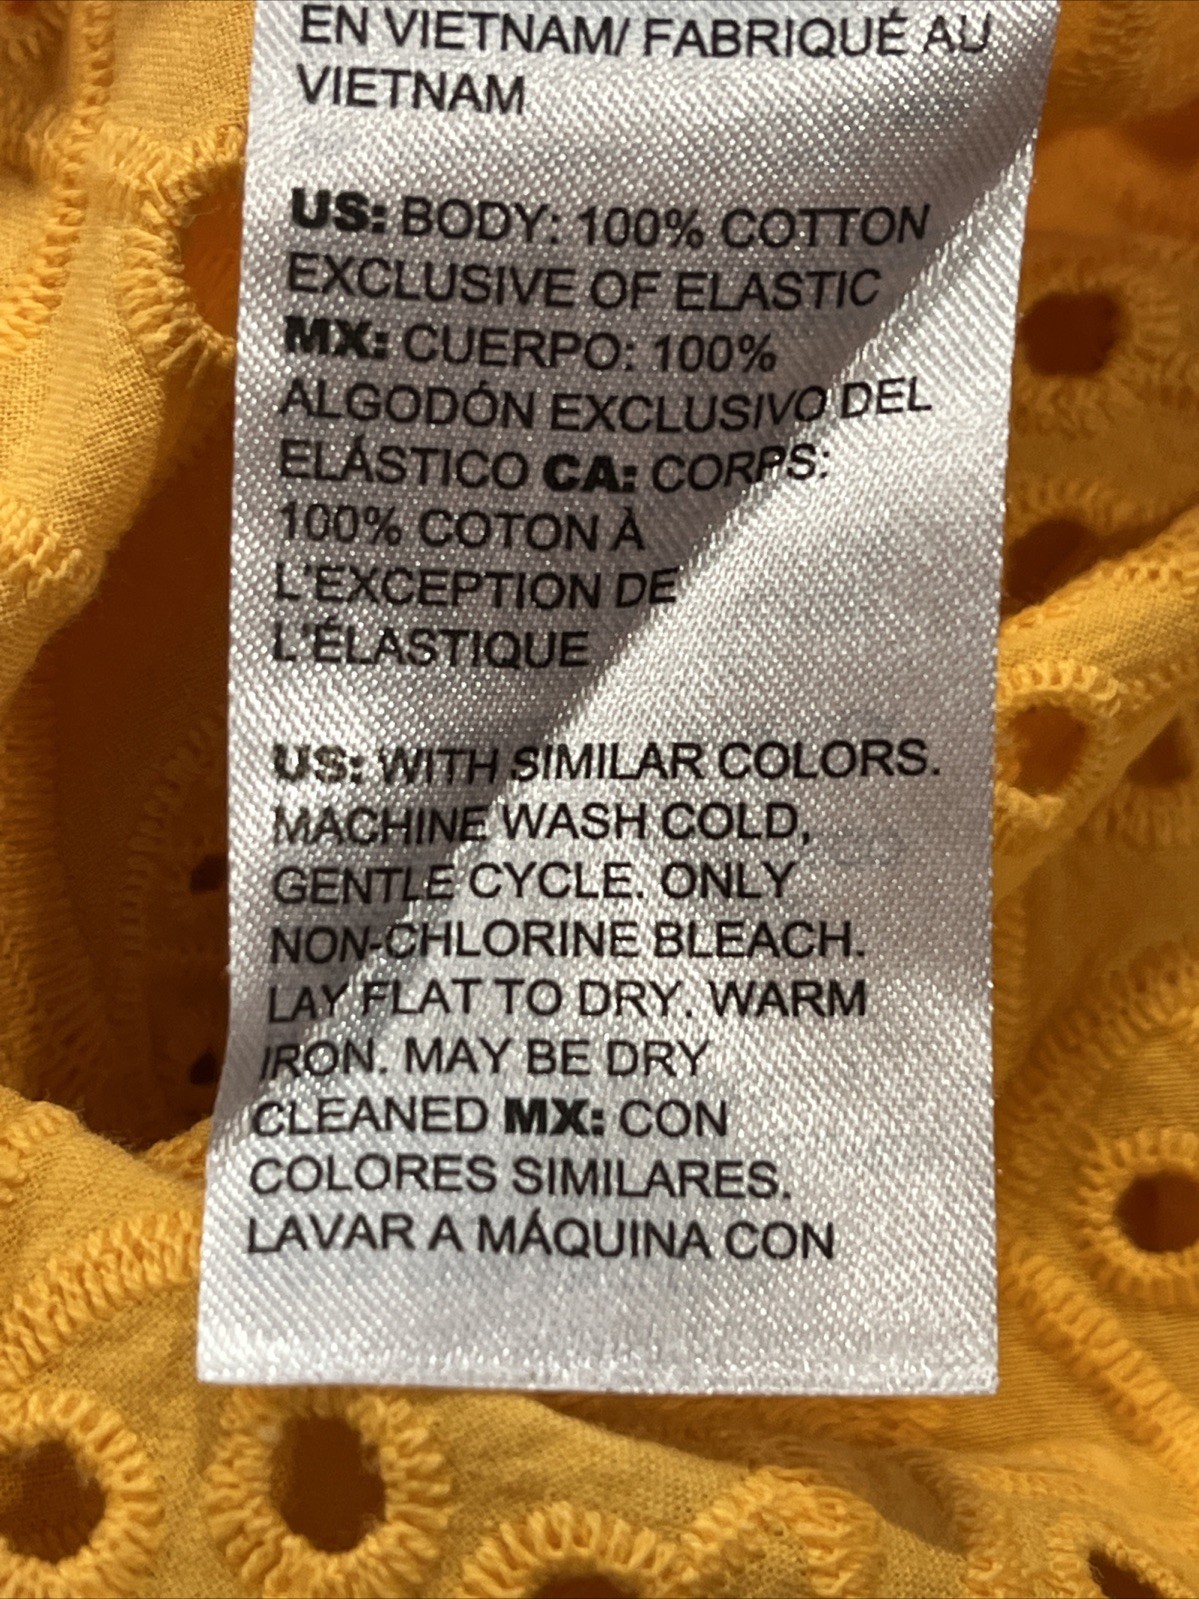 EN VIETNAM/ FABRIQUÉ AU
VIETNAM
US: BODY: 100% COTTON
EXCLUSIVE OF ELASTIC
MX: CUERPO: 100%
ALGODÓN EXCLUSIVO DEL
ELÁSTICO CA: CORPS:
100% COTON À
L'EXCEPTION DE
L'ÉLASTIQUE
US: WITH SIMILAR COLORS.
MACHINE WASH COLD,
GENTLE CYCLE. ONLY
NON-CHLORINE BLEACH.
LAY FLAT TO DRY. WARM
IRON. MAY BE DRY
CLEANED MX: CON
COLORES SIMILARES.
LAVAR A MÁQUINA CON